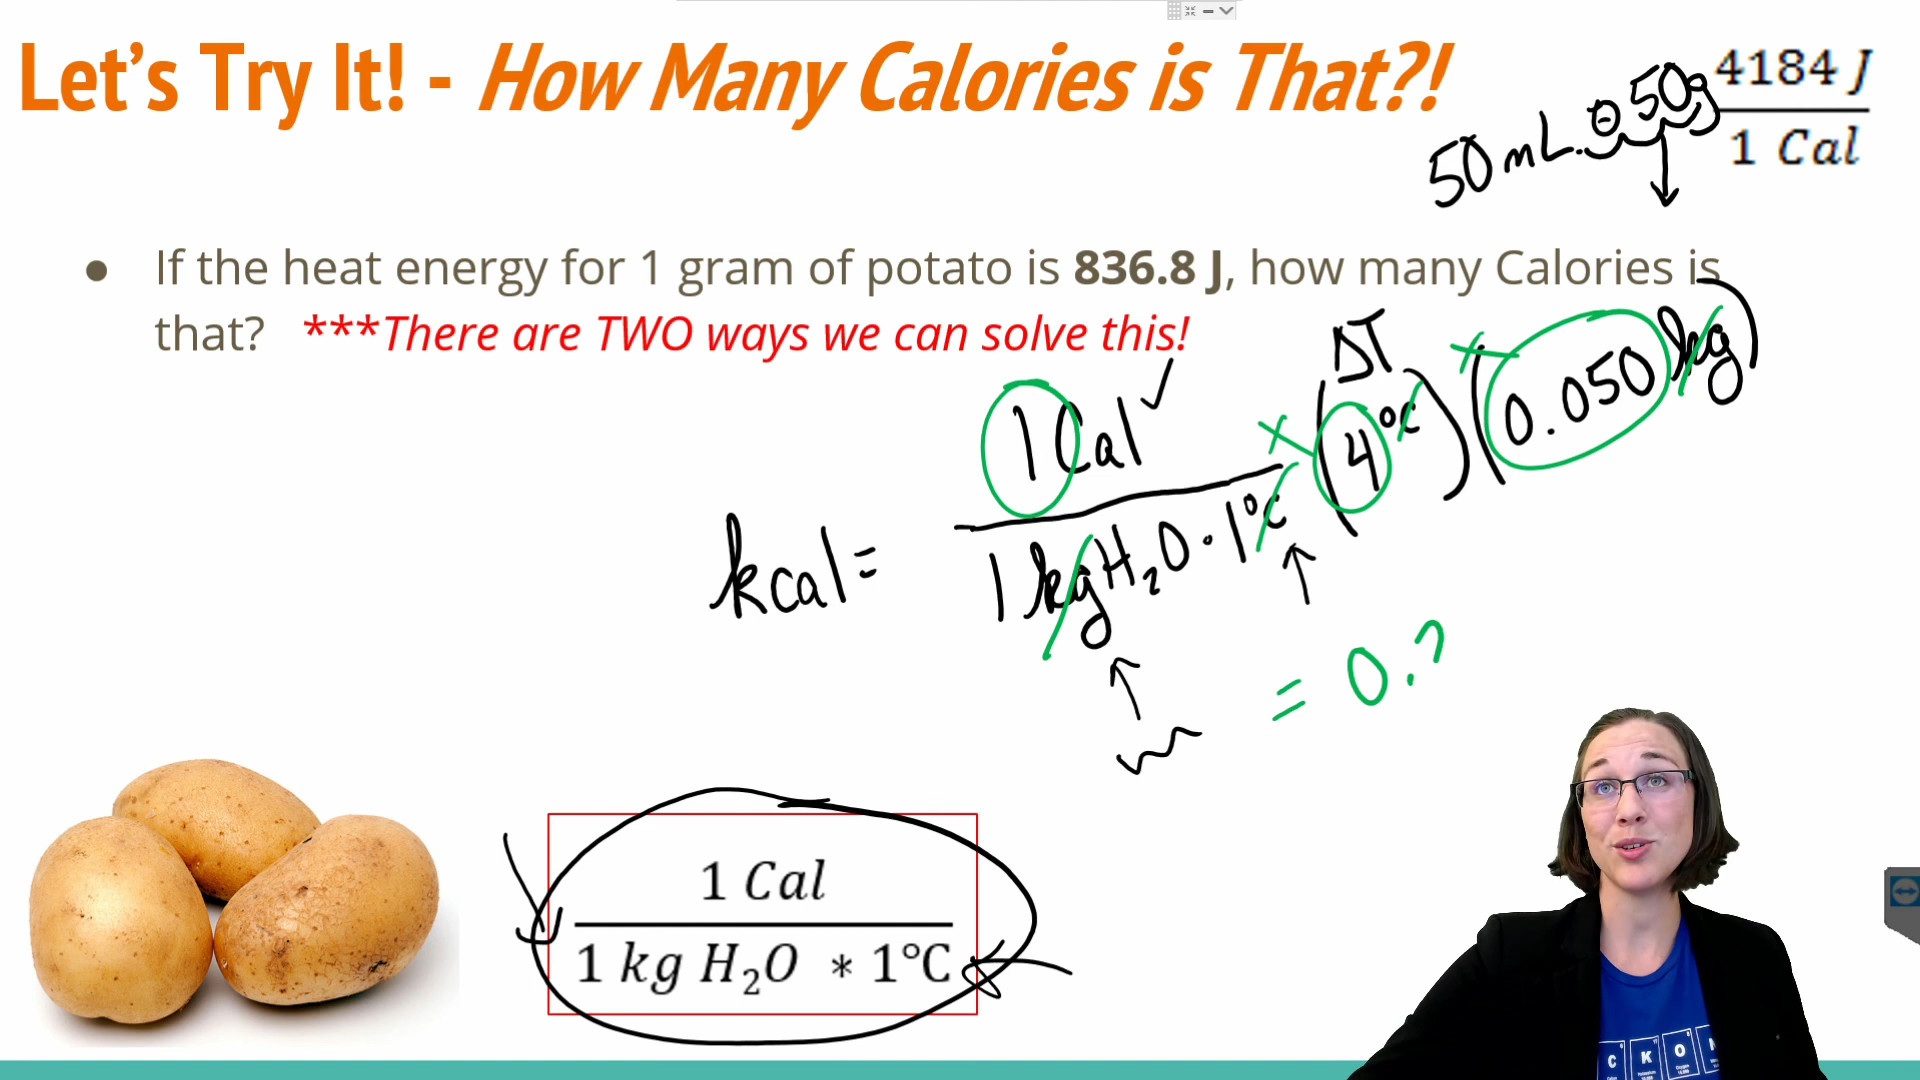 Let's Try It! - How Many Calories is That?!
4184 J
1 Cal
50 mL
050g
If the heat energy for 1 gram of potato is 836.8 J, how many Calories is
that? ***There are TWO ways we can solve this!
kcal =
1 Cal ✓
1 kg H₂O · 1°C
ΔT
x (4 °C)
x (0.050 kg)
m
= 0.2
1 Cal
1 kg H₂O * 1°C
C K O N